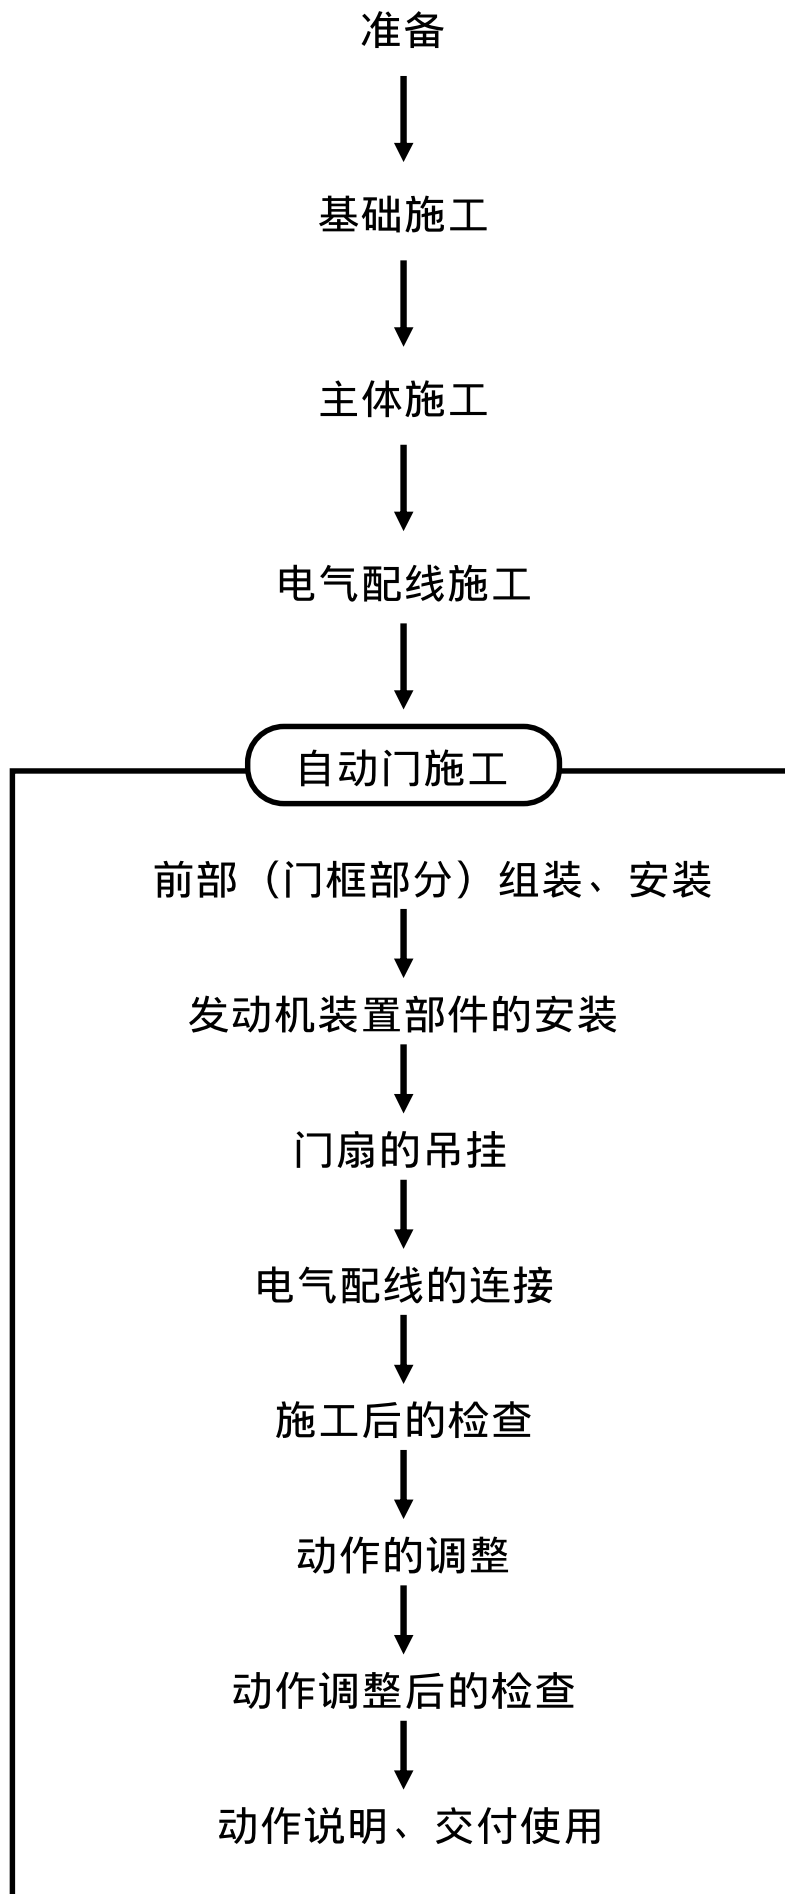 准备
基础施工
主体施工
电气配线施工
自动门施工
前部（门框部分）组装、安装
发动机装置部件的安装
门扇的吊挂
电气配线的连接
施工后的检查
动作的调整
动作调整后的检查
动作说明、交付使用